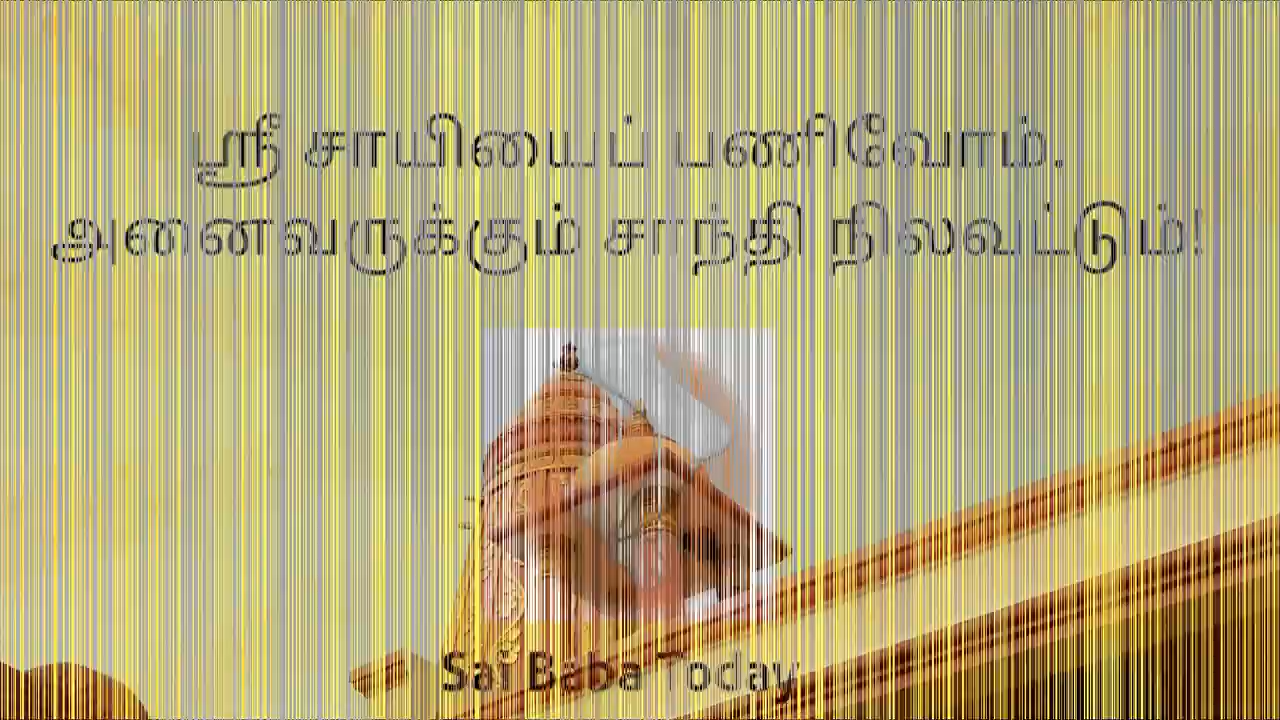 ஸ்ரீ சாயியைப் பணிவோம்.
அனைவருக்கும் சாந்தி நிலவட்டும்!
Sai Baba Today